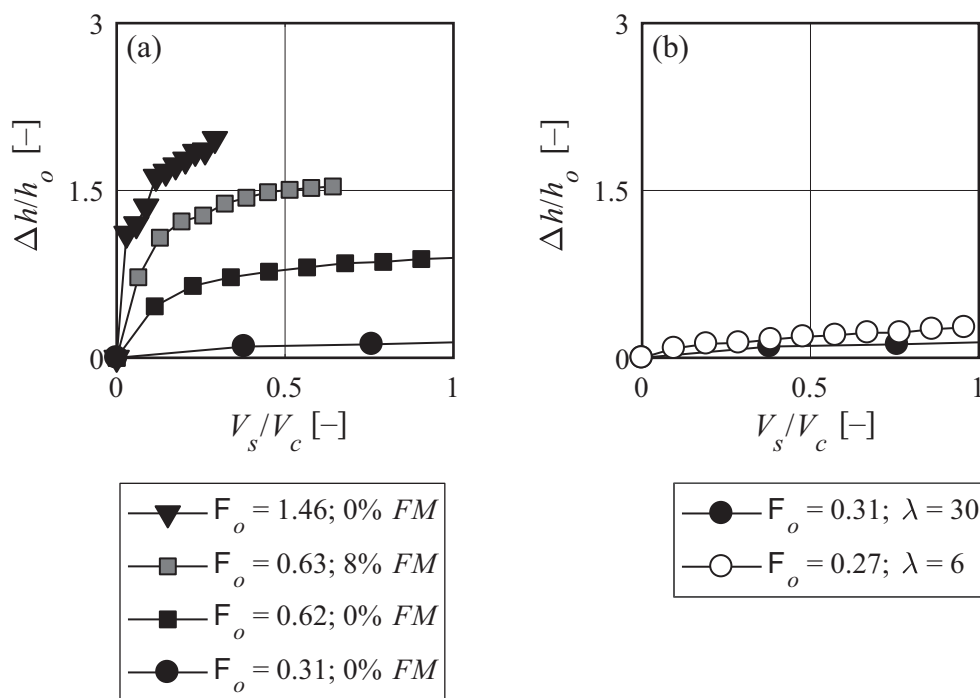 (a)
3
1.5
0
Δh/h_o [–]
0
0.5
1
V_s/V_c [–]
F_o = 1.46; 0% FM
F_o = 0.63; 8% FM
F_o = 0.62; 0% FM
F_o = 0.31; 0% FM
(b)
3
1.5
0
Δh/h_o [–]
0
0.5
1
V_s/V_c [–]
F_o = 0.31; λ = 30
F_o = 0.27; λ = 6